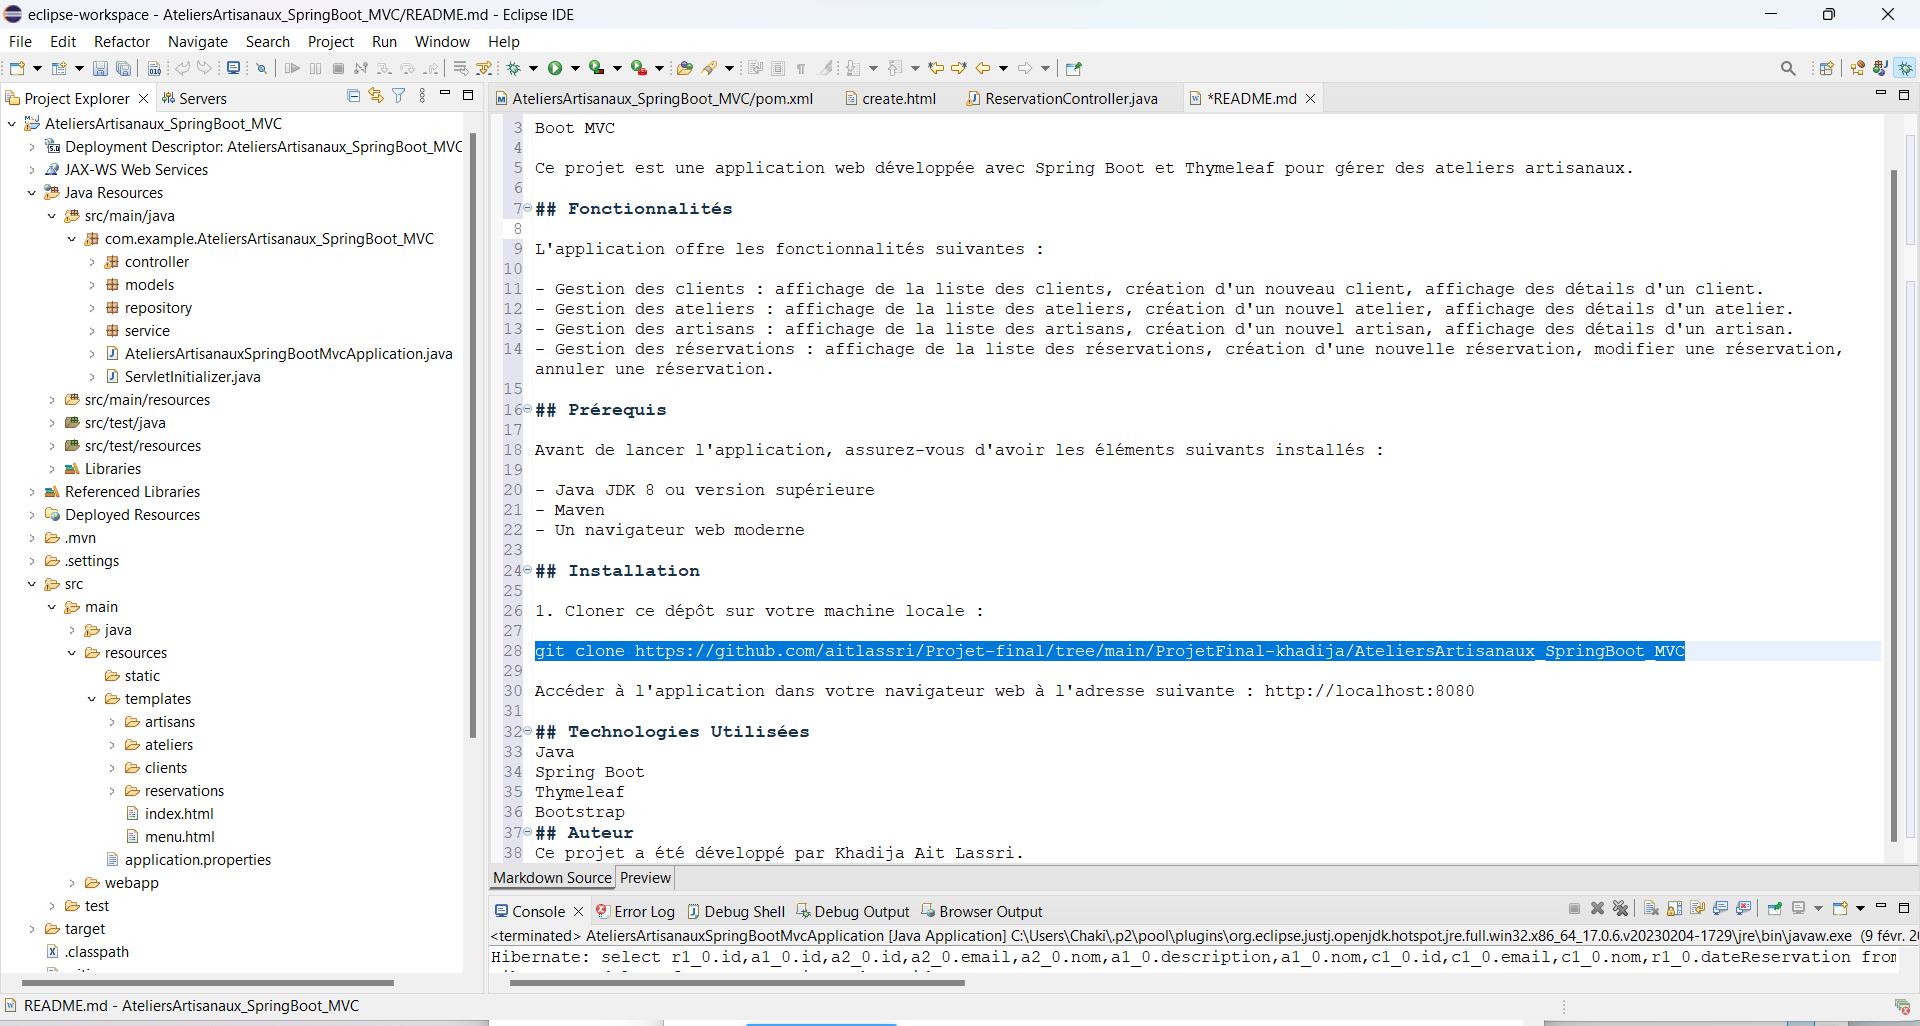 eclipse-workspace - AteliersArtisanaux_SpringBoot_MVC/README.md - Eclipse IDE
File Edit Refactor Navigate Search Project Run Window Help
Project Explorer
Servers
AteliersArtisanaux_SpringBoot_MVC
Deployment Descriptor: AteliersArtisanaux_SpringBoot_MVC
JAX-WS Web Services
Java Resources
src/main/java
com.example.AteliersArtisanaux_SpringBoot_MVC
controller
models
repository
service
AteliersArtisanauxSpringBootMvcApplication.java
ServletInitializer.java
src/main/resources
src/test/java
src/test/resources
Libraries
Referenced Libraries
Deployed Resources
.mvn
.settings
src
main
java
resources
static
templates
artisans
ateliers
clients
reservations
index.html
menu.html
application.properties
webapp
test
target
.classpath
AteliersArtisanaux_SpringBoot_MVC/pom.xml
create.html
ReservationController.java
*README.md
3 Boot MVC
4
5 Ce projet est une application web développée avec Spring Boot et Thymeleaf pour gérer des ateliers artisanaux.
6
7 ## Fonctionnalités
8
9 L'application offre les fonctionnalités suivantes :
10
11 - Gestion des clients : affichage de la liste des clients, création d'un nouveau client, affichage des détails d'un client.
12 - Gestion des ateliers : affichage de la liste des ateliers, création d'un nouvel atelier, affichage des détails d'un atelier.
13 - Gestion des artisans : affichage de la liste des artisans, création d'un nouvel artisan, affichage des détails d'un artisan.
14 - Gestion des réservations : affichage de la liste des réservations, création d'une nouvelle réservation, modifier une réservation,
annuler une réservation.
15
16 ## Prérequis
17
18 Avant de lancer l'application, assurez-vous d'avoir les éléments suivants installés :
19
20 - Java JDK 8 ou version supérieure
21 - Maven
22 - Un navigateur web moderne
23
24 ## Installation
25
26 1. Cloner ce dépôt sur votre machine locale :
27
28 git clone https://github.com/aitlassri/Projet-final/tree/main/ProjetFinal-khadija/AteliersArtisanaux_SpringBoot_MVC
29
30 Accéder à l'application dans votre navigateur web à l'adresse suivante : http://localhost:8080
31
32 ## Technologies Utilisées
33 Java
34 Spring Boot
35 Thymeleaf
36 Bootstrap
37 ## Auteur
38 Ce projet a été développé par Khadija Ait Lassri.
Markdown Source
Preview
Console
Error Log
Debug Shell
Debug Output
Browser Output
<terminated> AteliersArtisanauxSpringBootMvcApplication [Java Application] C:\Users\Chaki\.p2\pool\plugins\org.eclipse.justj.openjdk.hotspot.jre.full.win32.x86_64_17.0.6.v20230204-1729\jre\bin\javaw.exe (9 févr. 2
Hibernate: select r1_0.id,a1_0.id,a2_0.id,a2_0.email,a2_0.nom,a1_0.description,a1_0.nom,c1_0.id,c1_0.email,c1_0.nom,r1_0.dateReservation from
README.md - AteliersArtisanaux_SpringBoot_MVC